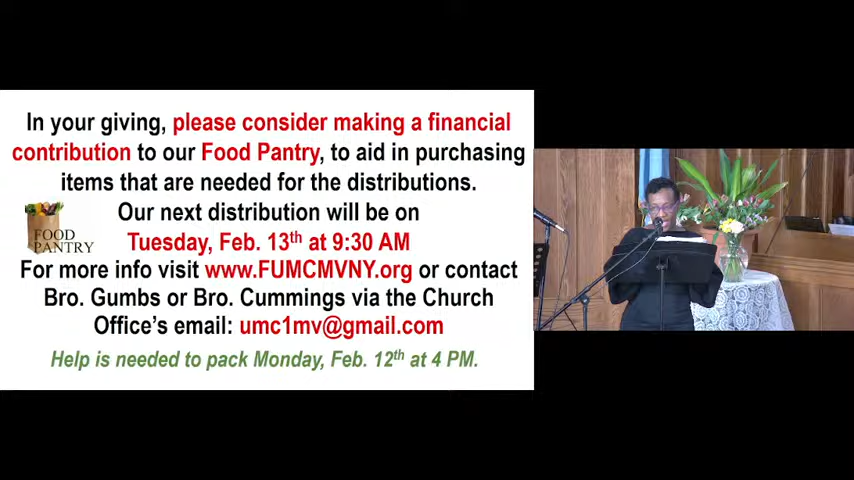 In your giving, please consider making a financial
contribution to our Food Pantry, to aid in purchasing
items that are needed for the distributions.
Our next distribution will be on
FOOD
PANTRY
Tuesday, Feb. 13th at 9:30 AM
For more info visit www.FUMCMVNY.org or contact
Bro. Gumbs or Bro. Cummings via the Church
Office's email: umc1mv@gmail.com
Help is needed to pack Monday, Feb. 12th at 4 PM.